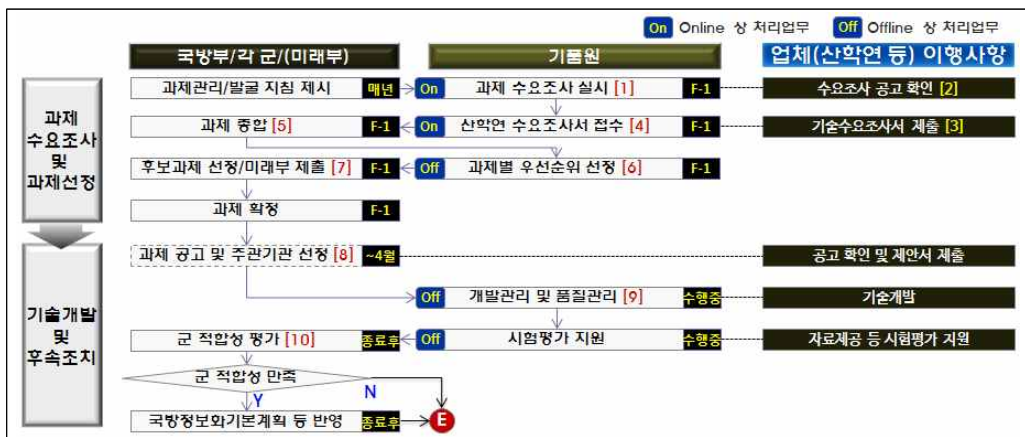 On Online 상 처리업무 Off Offline 상 처리업무
국방부/각 군/(미래부) 기품원 업체(산학연 등) 이행사항
과제관리/발굴 지침 제시 매년 On 과제 수요조사 실시 [1] F-1 수요조사 공고 확인 [2]
과제 종합 [5] F-1 On 산학연 수요조사서 접수 [4] F-1 기술수요조사서 제출 [3]
과제
수요조사
및
과제선정
후보과제 선정/미래부 제출 [7] F-1 Off 과제별 우선순위 선정 [6] F-1
과제 확정 F-1
과제 공고 및 주관기관 선정 [8] ~4월 공고 확인 및 제안서 제출
Off 개발관리 및 품질관리 [9] 수행중 기술개발
기술개발
및
후속조치
군 적합성 평가 [10] 종료후 Off 시험평가 지원 수행중 자료제공 등 시험평가 지원
군 적합성 만족 N
Y
국방정보화기본계획 등 반영 종료후 E